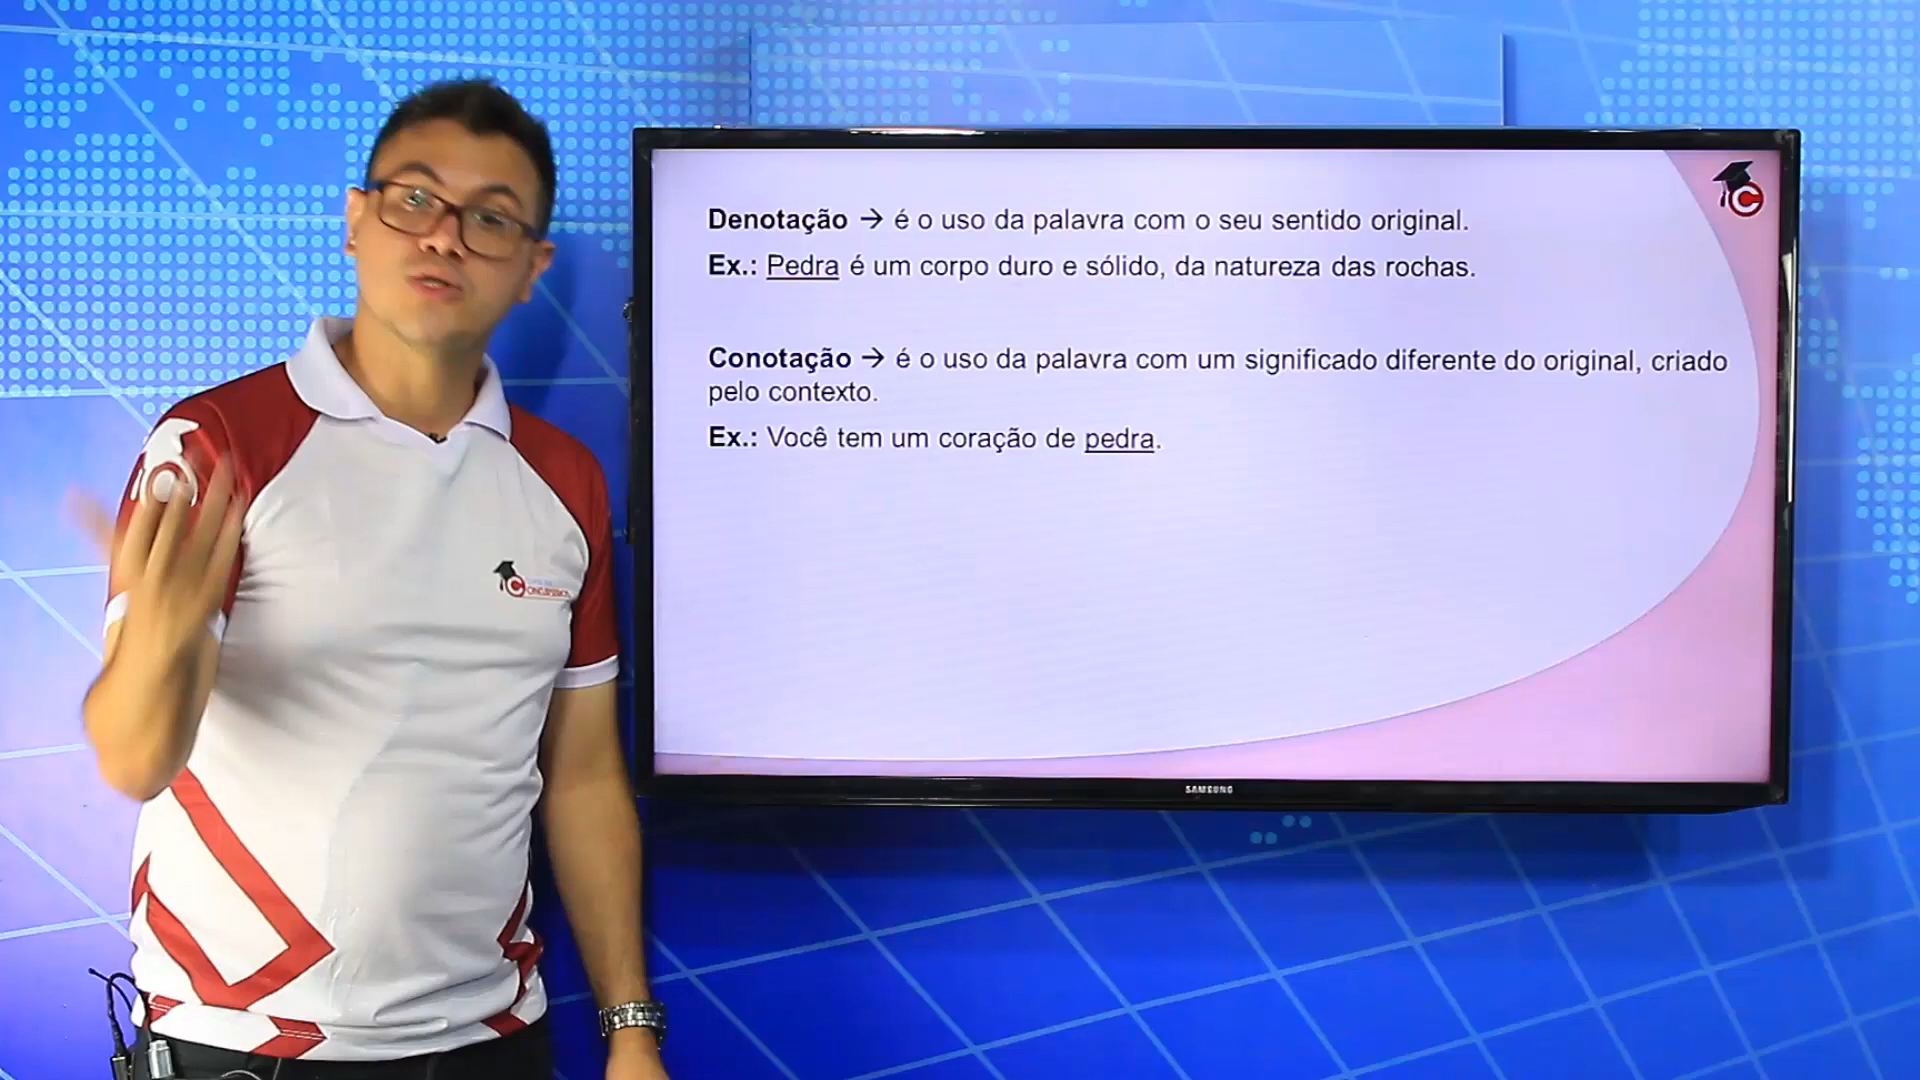 Denotação → é o uso da palavra com o seu sentido original.
Ex.: Pedra é um corpo duro e sólido, da natureza das rochas.
Conotação → é o uso da palavra com um significado diferente do original, criado
pelo contexto.
Ex.: Você tem um coração de pedra.
SAMSUNG